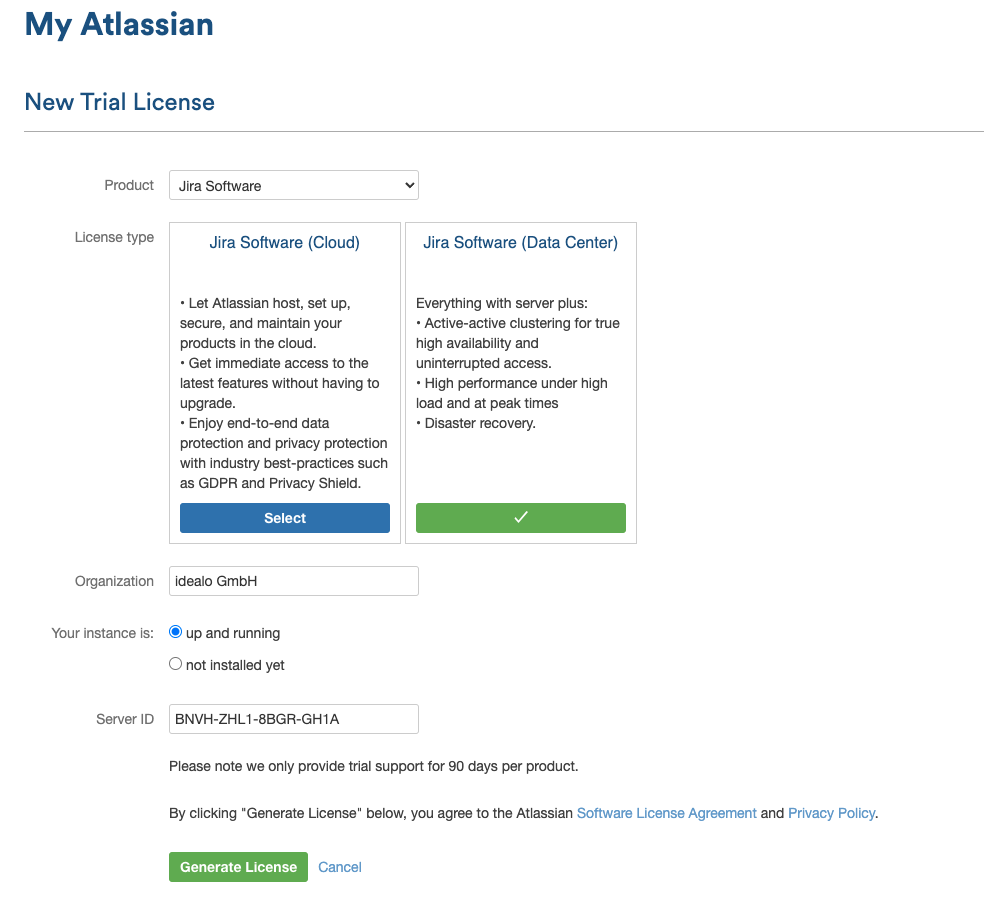 My Atlassian
New Trial License
Product
Jira Software
License type
Jira Software (Cloud)
• Let Atlassian host, set up,
secure, and maintain your
products in the cloud.
• Get immediate access to the
latest features without having to
upgrade.
• Enjoy end-to-end data
protection and privacy protection
with industry best-practices such
as GDPR and Privacy Shield.
Select
Jira Software (Data Center)
Everything with server plus:
• Active-active clustering for true
high availability and
uninterrupted access.
• High performance under high
load and at peak times
• Disaster recovery.
Organization
idealo GmbH
Your instance is:
up and running
not installed yet
Server ID
BNVH-ZHL1-8BGR-GH1A
Please note we only provide trial support for 90 days per product.
By clicking "Generate License" below, you agree to the Atlassian Software License Agreement and Privacy Policy.
Generate License
Cancel